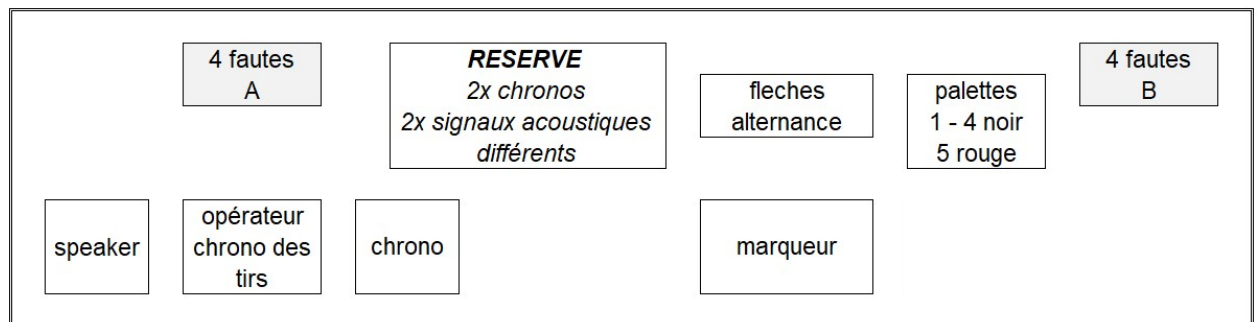 4 fautes
A
RESERVE
2x chronos
2x signaux acoustiques
différents
fleches
alternance
palettes
1 - 4 noir
5 rouge
4 fautes
B
speaker
opérateur
chrono des
tirs
chrono
marqueur